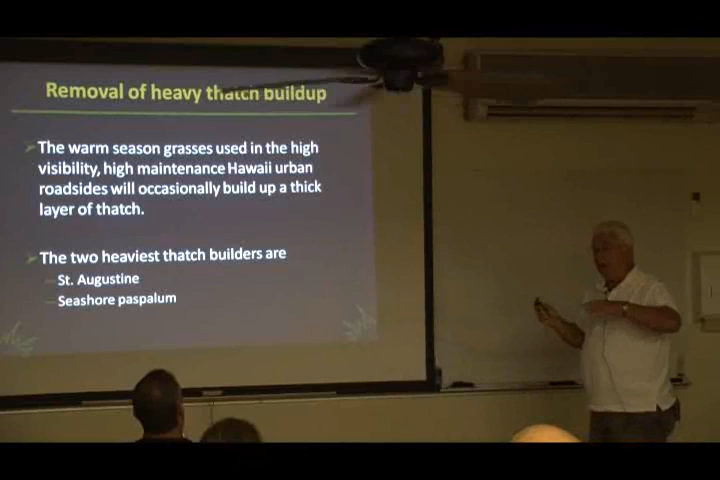 Removal of heavy thatch buildup
The warm season grasses used in the high
visibility, high maintenance Hawaii urban
roadsides will occasionally build up a thick
layer of thatch.
The two heaviest thatch builders are
St. Augustine
Seashore paspalum